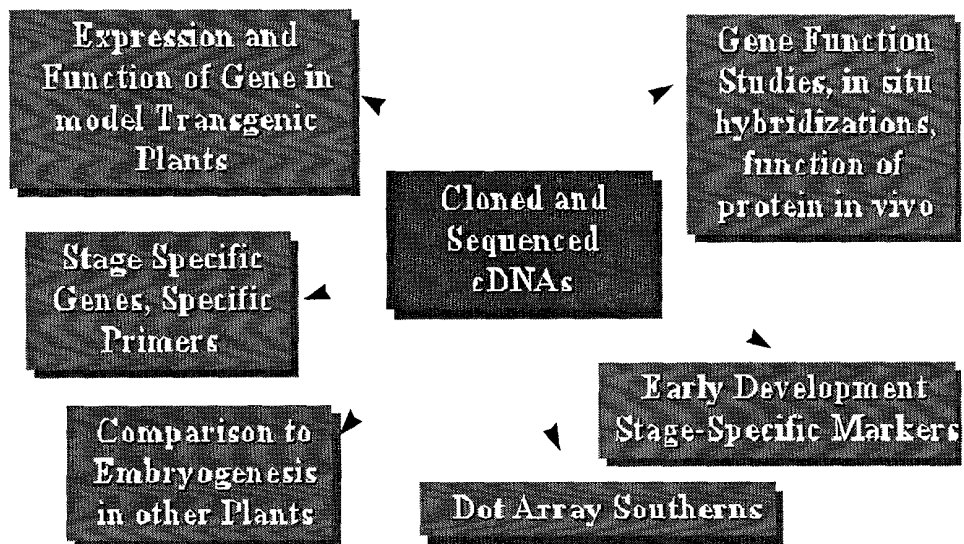 Expression and
Function of Gene in
model Transgenic
Plants
Gene Function
Studies, in situ
hybridizations,
function of
protein in vivo
Cloned and
Sequenced
cDNAs
Stage Specific
Genes, Specific
Primers
Early Development
Stage-Specific Markers
Comparison to
Embryogenesis
in other Plants
Dot Array Southerns